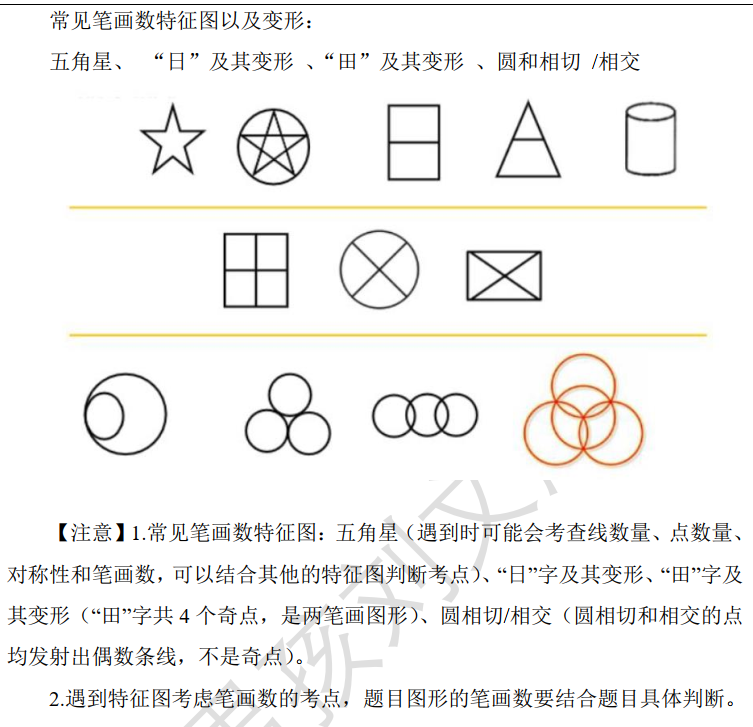 常见笔画数特征图以及变形：
五角星、 “日”及其变形 、“田”及其变形 、圆和相切 /相交
【注意】1.常见笔画数特征图：五角星（遇到时可能会考查线数量、点数量、
对称性和笔画数，可以结合其他的特征图判断考点）、“日”字及其变形、“田”字及
其变形（“田”字共 4 个奇点，是两笔画图形）、圆相切/相交（圆相切和相交的点
均发射出偶数条线，不是奇点）。
2.遇到特征图考虑笔画数的考点，题目图形的笔画数要结合题目具体判断。